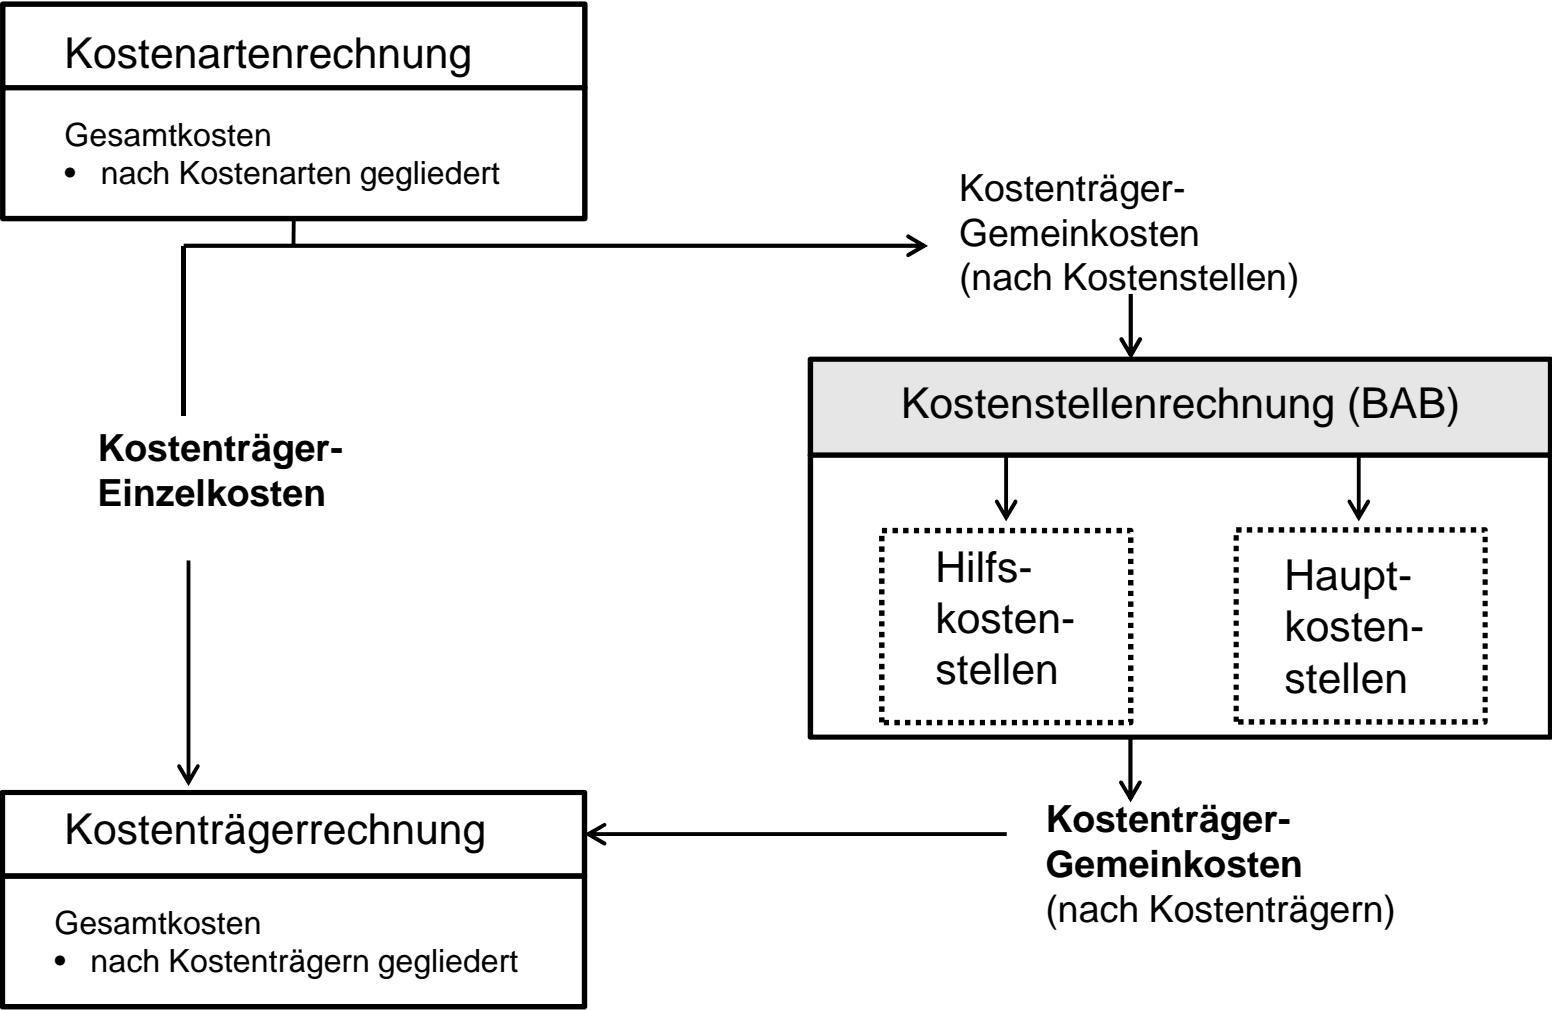 Kostenartenrechnung
Gesamtkosten
• nach Kostenarten gegliedert
Kostenträger-
Gemeinkosten
(nach Kostenstellen)
Kostenstellenrechnung (BAB)
Kostenträger-
Einzelkosten
Hilfs-
kosten-
stellen
Haupt-
kosten-
stellen
Kostenträgerrechnung
Gesamtkosten
• nach Kostenträgern gegliedert
Kostenträger-
Gemeinkosten
(nach Kostenträgern)